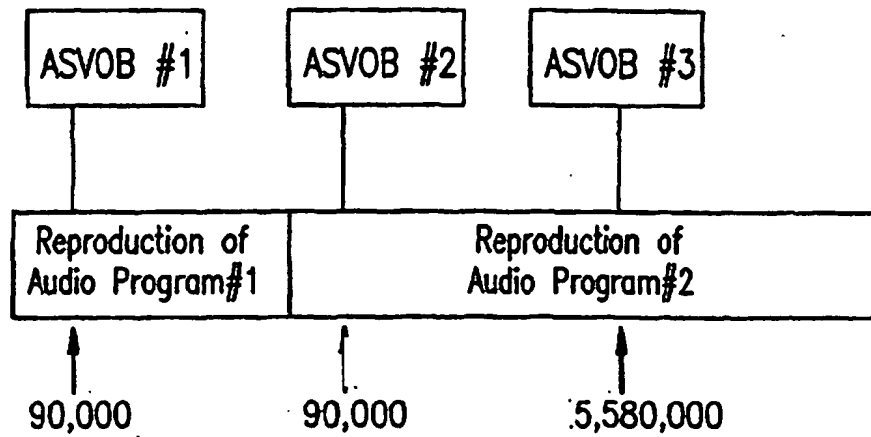 ASVOB #1
ASVOB #2
ASVOB #3
Reproduction of
Audio Program#1
Reproduction of
Audio Program#2
90,000
90,000
5,580,000